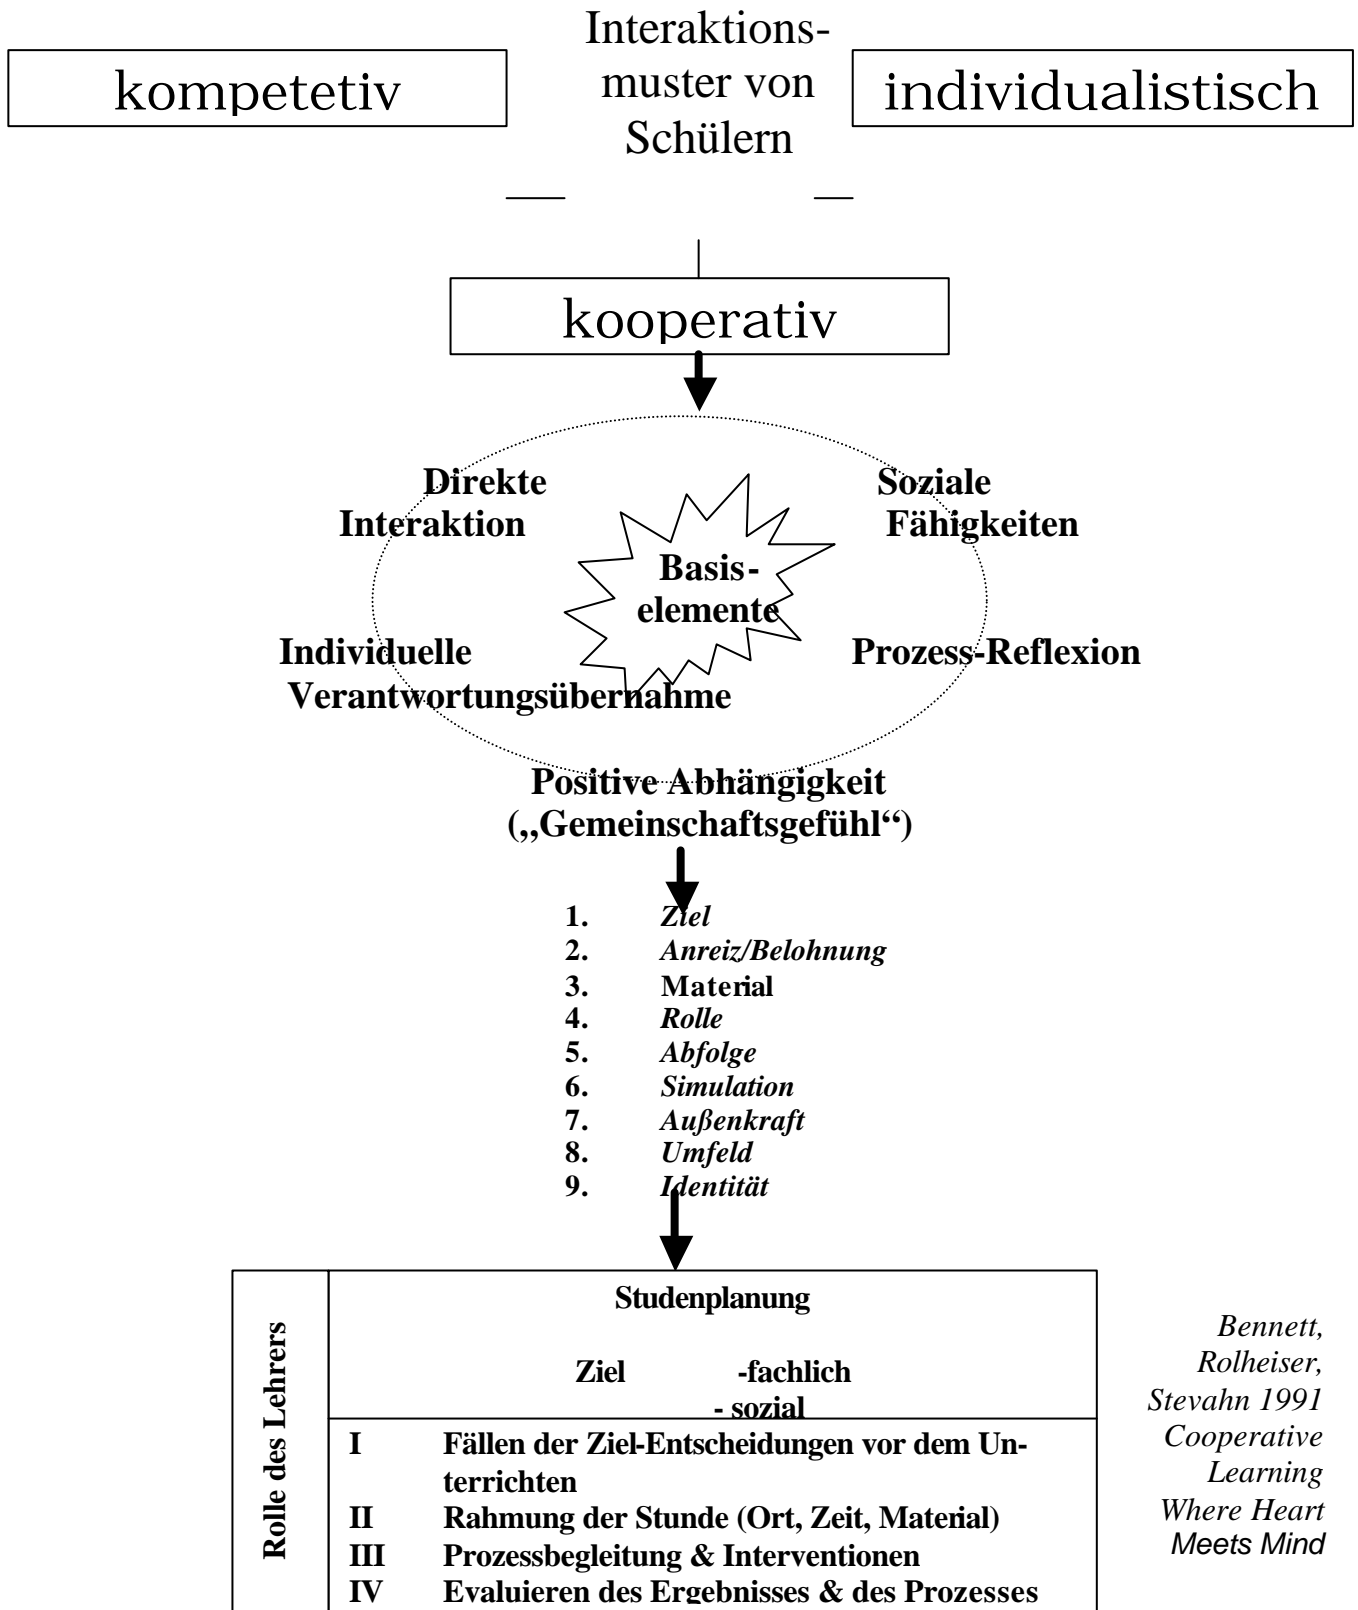 Interaktions-
muster von
Schülern
kompetetiv
individualistisch
kooperativ
Direkte
Interaktion
Soziale
Fähigkeiten
Basis-
elemente
Individuelle
Verantwortungsübernahme
Prozess-Reflexion
Positive Abhängigkeit
(„Gemeinschaftsgefühl“)
1. Ziel
2. Anreiz/Belohnung
3. Material
4. Rolle
5. Abfolge
6. Simulation
7. Außenkraft
8. Umfeld
9. Identität
Rolle des Lehrers
Studenplanung
Ziel -fachlich
- sozial
I Fällen der Ziel-Entscheidungen vor dem Un-
terrichten
II Rahmung der Stunde (Ort, Zeit, Material)
III Prozessbegleitung & Interventionen
IV Evaluieren des Ergebnisses & des Prozesses
Bennett,
Rolheiser,
Stevahn 1991
Cooperative
Learning
Where Heart
Meets Mind